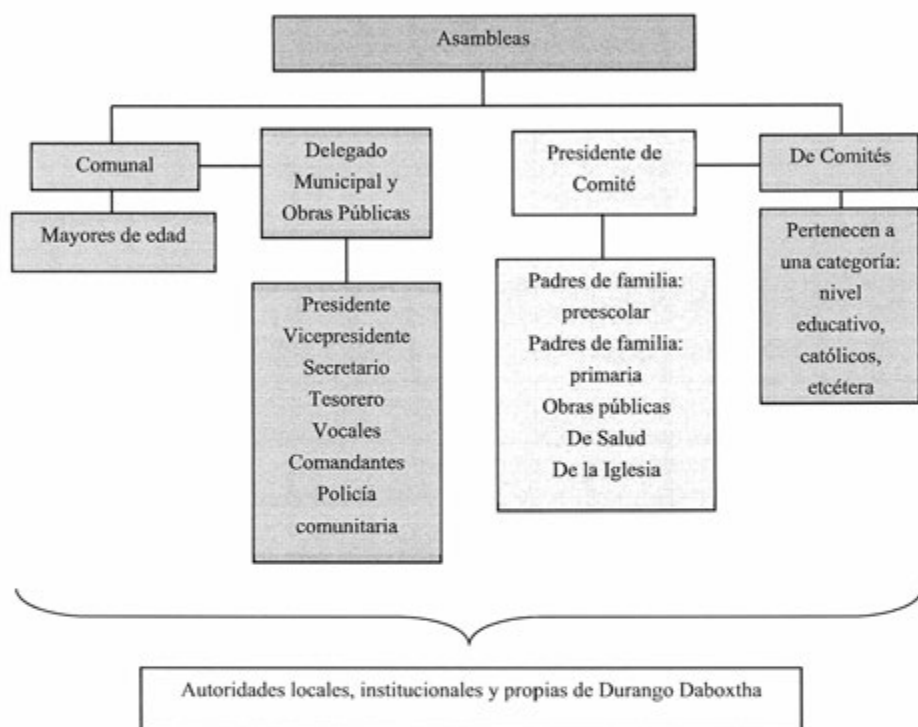 Asambleas
Comunal
Mayores de edad
Delegado
Municipal y
Obras Públicas
Presidente
Vicepresidente
Secretario
Tesorero
Vocales
Comandantes
Policía
comunitaria
Presidente de
Comité
Padres de familia:
preescolar
Padres de familia:
primaria
Obras públicas
De Salud
De la Iglesia
De Comités
Pertenecen a
una categoría:
nivel
educativo,
católicos,
etcétera
Autoridades locales, institucionales y propias de Durango Daboxtha